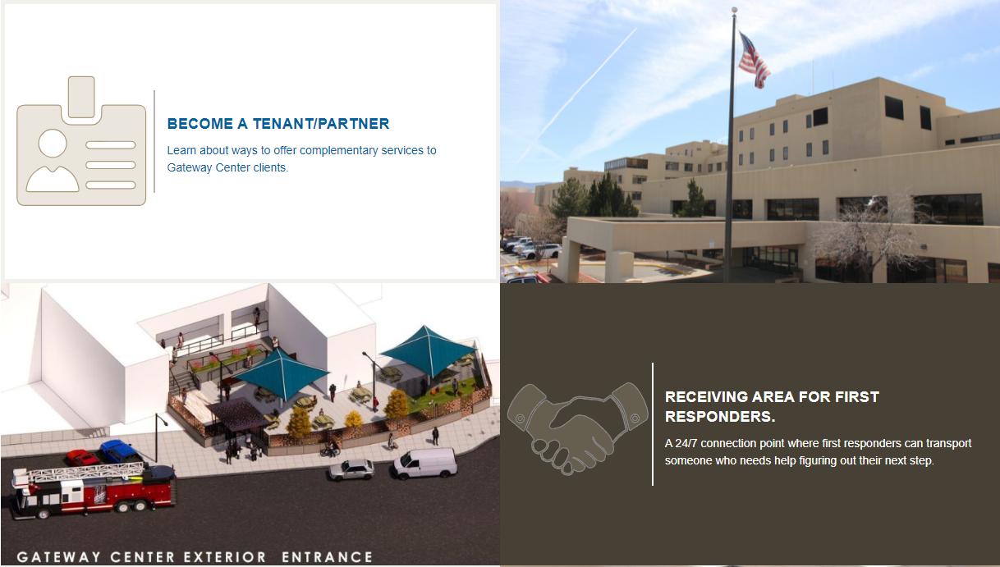 BECOME A TENANT/PARTNER
Learn about ways to offer complementary services to
Gateway Center clients.
RECEIVING AREA FOR FIRST
RESPONDERS.
A 24/7 connection point where first responders can transport
someone who needs help figuring out their next step.
GATEWAY CENTER EXTERIOR ENTRANCE